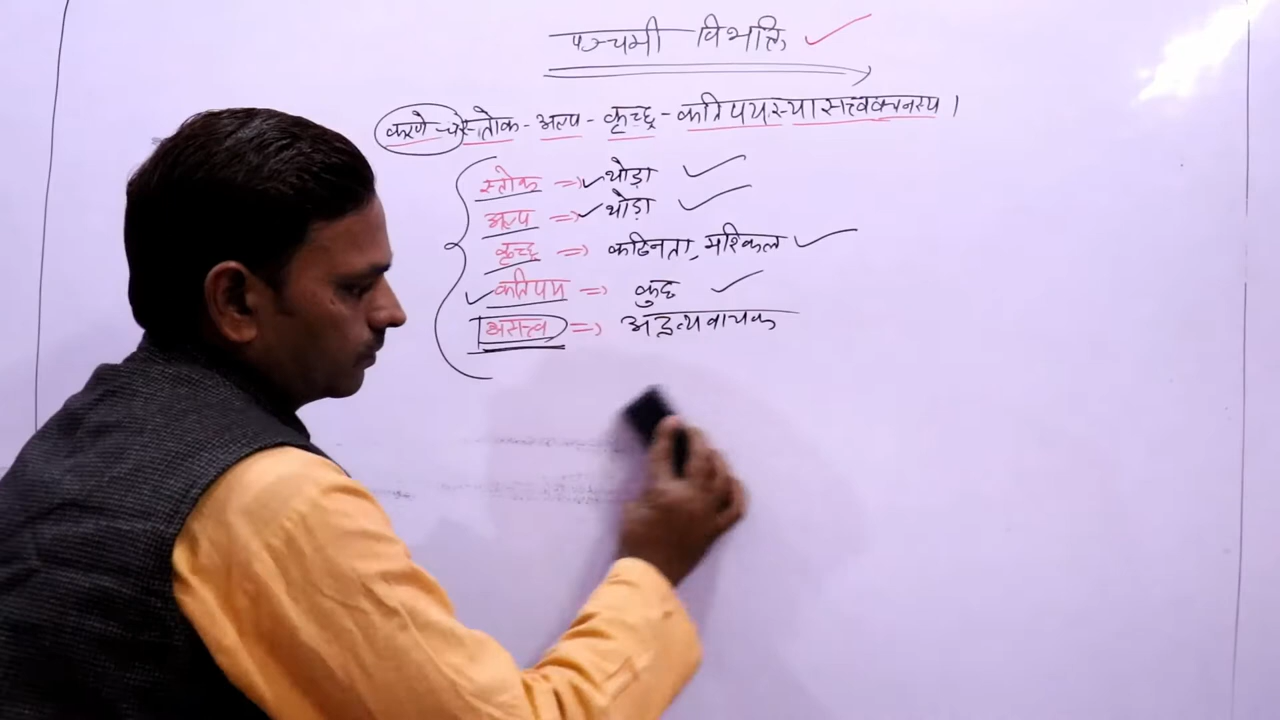 पञ्चमी विभक्ति
करणे च स्तोक-अल्प-कृच्छ्र-कतिपयस्यासत्त्ववचनस्य।
स्तोक => थोड़ा
अल्प => थोड़ा
कृच्छ्र => कठिनता, मुश्किल
कतिपय => कुछ
असत्त्व => अद्रव्यवाचक